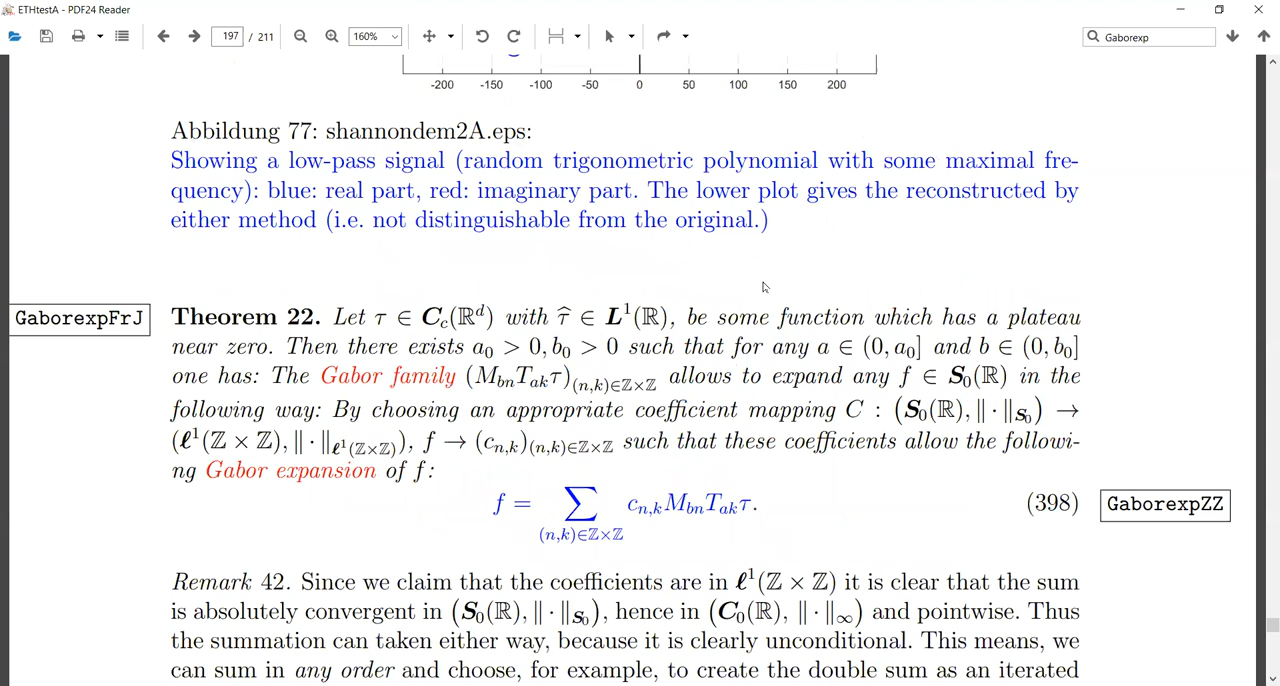 ETHtestA - PDF24 Reader
197 / 211
160%
Gaborexp
-200 -150 -100 -50 0 50 100 150 200
Abbildung 77: shannondem2A.eps:
Showing a low-pass signal (random trigonometric polynomial with some maximal fre-
quency): blue: real part, red: imaginary part. The lower plot gives the reconstructed by
either method (i.e. not distinguishable from the original.)
GaborexpFrJ
Theorem 22. Let τ ∈ C_c(ℝ^d) with τ̂ ∈ L^1(ℝ), be some function which has a plateau
near zero. Then there exists a_0 > 0, b_0 > 0 such that for any a ∈ (0, a_0] and b ∈ (0, b_0]
one has: The Gabor family (M_{bn}T_{ak}τ)_{(n,k)∈ℤ×ℤ} allows to expand any f ∈ S_0(ℝ) in the
following way: By choosing an appropriate coefficient mapping C : (S_0(ℝ), ‖·‖_{S_0}) →
(ℓ^1(ℤ × ℤ), ‖·‖_{ℓ^1(ℤ×ℤ)}), f → (c_{n,k})_{(n,k)∈ℤ×ℤ} such that these coefficients allow the followi-
ng Gabor expansion of f:
f = ∑_{(n,k)∈ℤ×ℤ} c_{n,k}M_{bn}T_{ak}τ. (398) GaborexpZZ
Remark 42. Since we claim that the coefficients are in ℓ^1(ℤ × ℤ) it is clear that the sum
is absolutely convergent in (S_0(ℝ), ‖·‖_{S_0}), hence in (C_0(ℝ), ‖·‖_∞) and pointwise. Thus
the summation can taken either way, because it is clearly unconditional. This means, we
can sum in any order and choose, for example, to create the double sum as an iterated